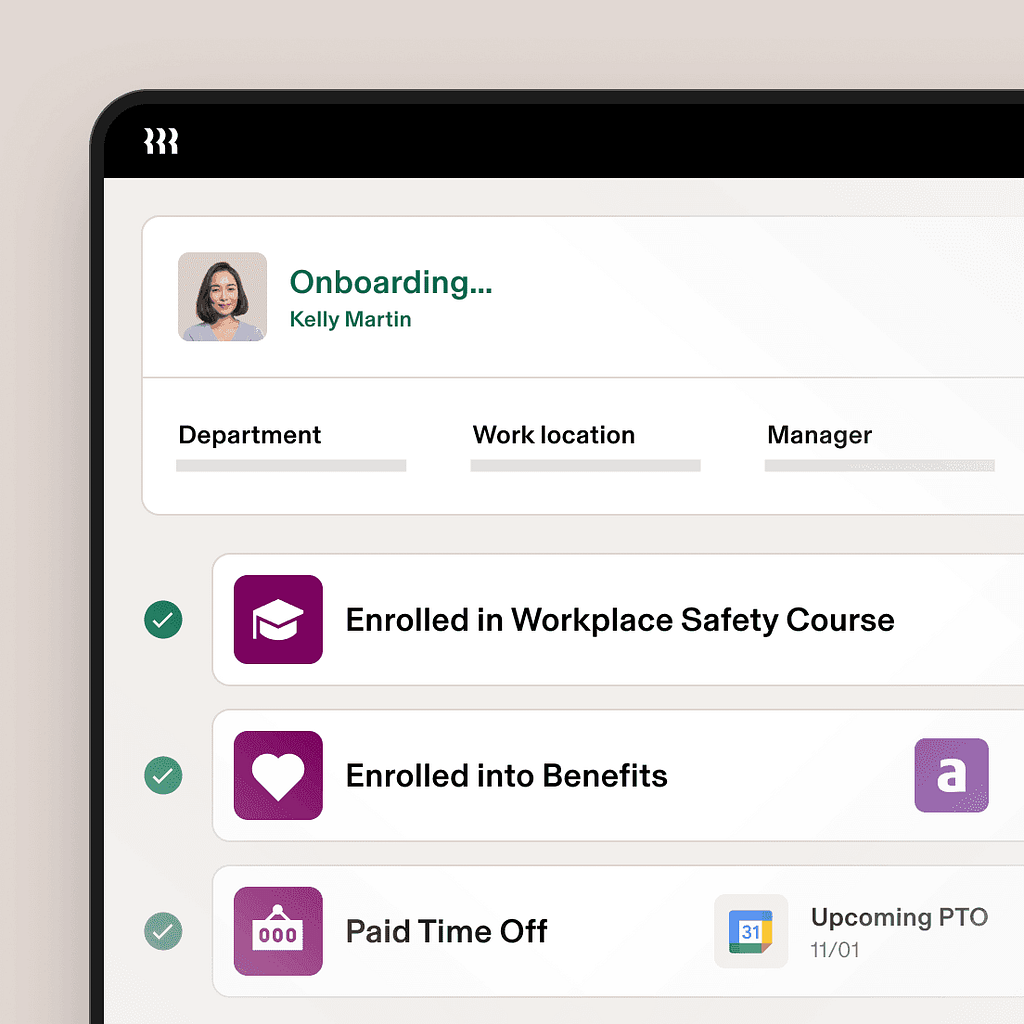 Onboarding...
Kelly Martin
Department
Work location
Manager
Enrolled in Workplace Safety Course
Enrolled into Benefits
a
Paid Time Off
31
Upcoming PTO
11/01